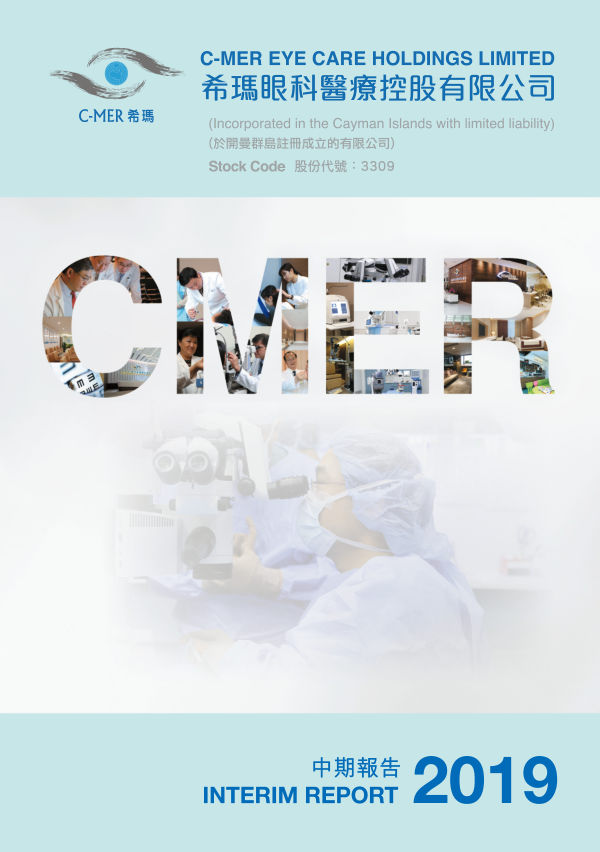 C-MER EYE CARE HOLDINGS LIMITED
希瑪眼科醫療控股有限公司
C-MER 希瑪
(Incorporated in the Cayman Islands with limited liability)
(於開曼群島註冊成立的有限公司)
Stock Code 股份代號：3309
CMER
中期報告
INTERIM REPORT 2019